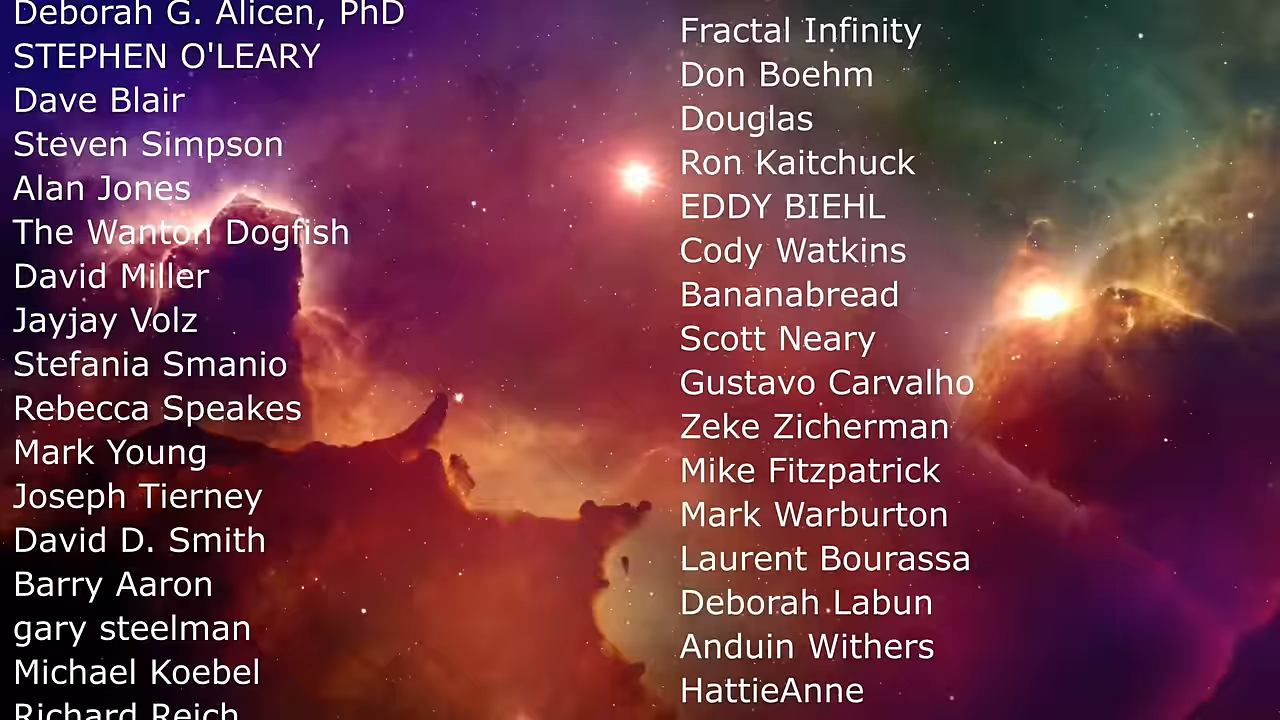 Deborah G. Alicen, PhD
STEPHEN O'LEARY
Dave Blair
Steven Simpson
Alan Jones
The Wanton Dogfish
David Miller
Jayjay Volz
Stefania Smanio
Rebecca Speakes
Mark Young
Joseph Tierney
David D. Smith
Barry Aaron
gary steelman
Michael Koebel
Richard Reich
Fractal Infinity
Don Boehm
Douglas
Ron Kaitchuck
EDDY BIEHL
Cody Watkins
Bananabread
Scott Neary
Gustavo Carvalho
Zeke Zicherman
Mike Fitzpatrick
Mark Warburton
Laurent Bourassa
Deborah Labun
Anduin Withers
HattieAnne